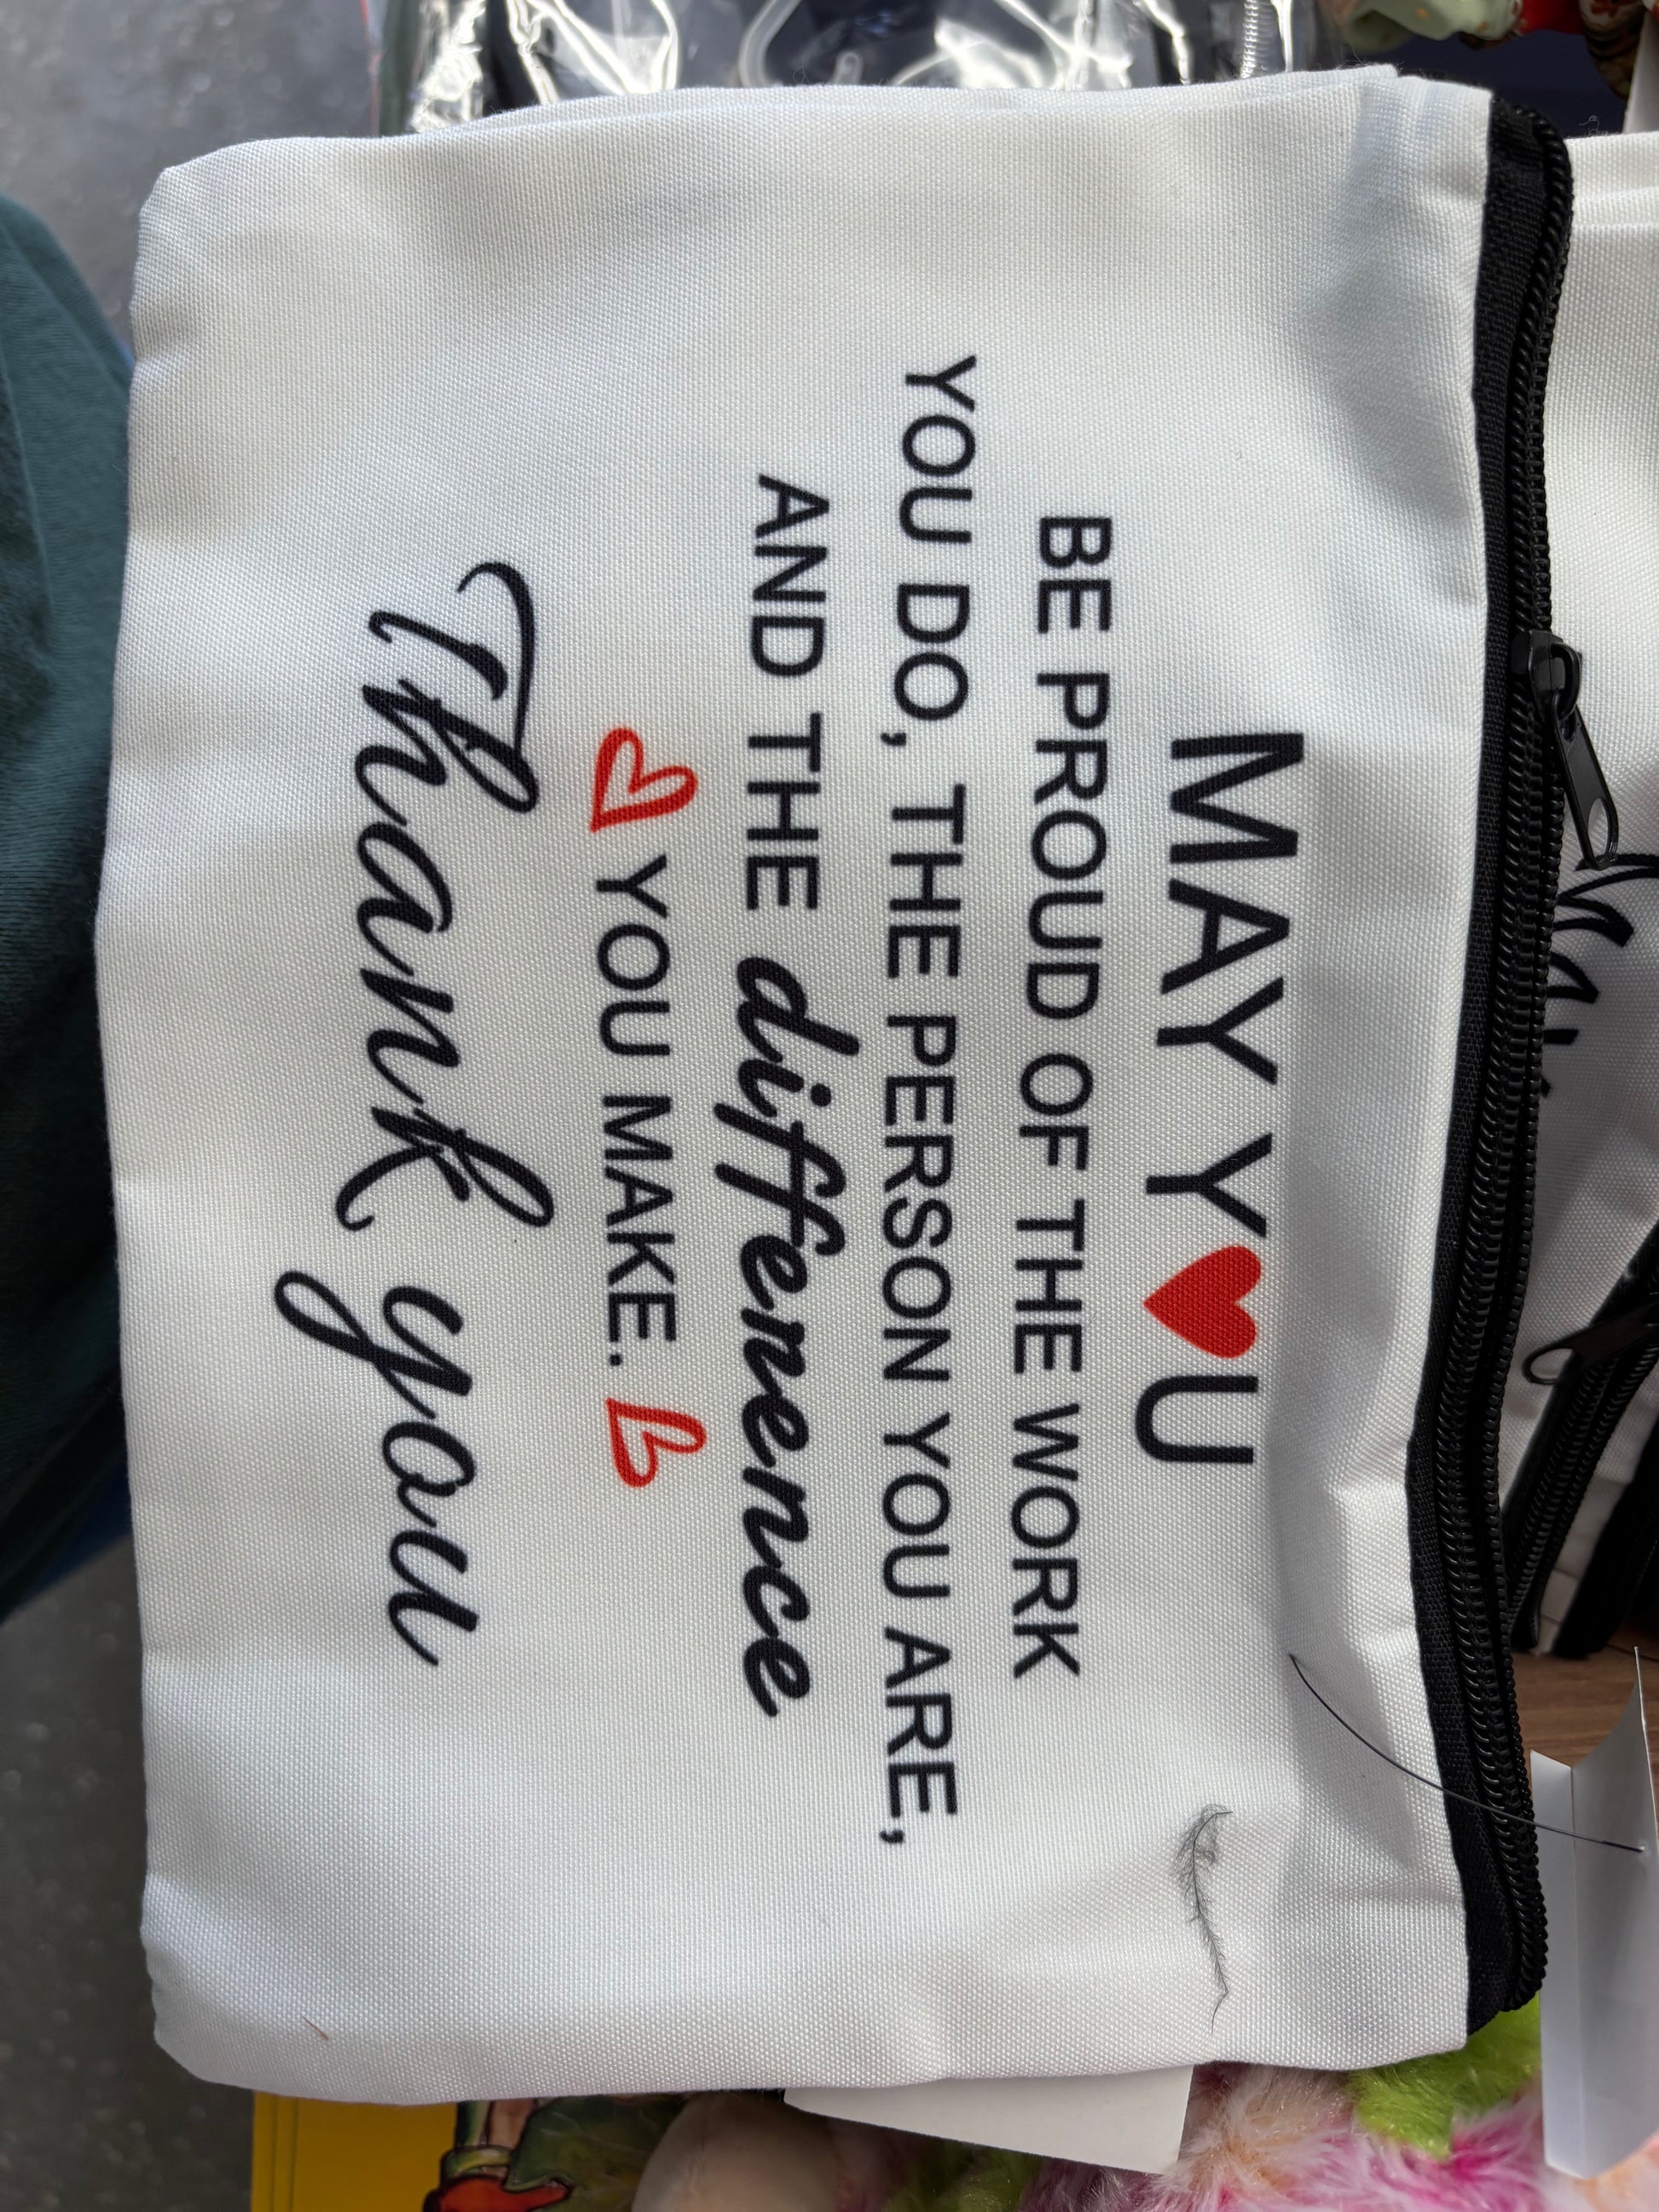 MAY Y❤U
BE PROUD OF THE WORK
YOU DO, THE PERSON YOU ARE,
AND THE difference
♡ YOU MAKE. ♡
Thank you